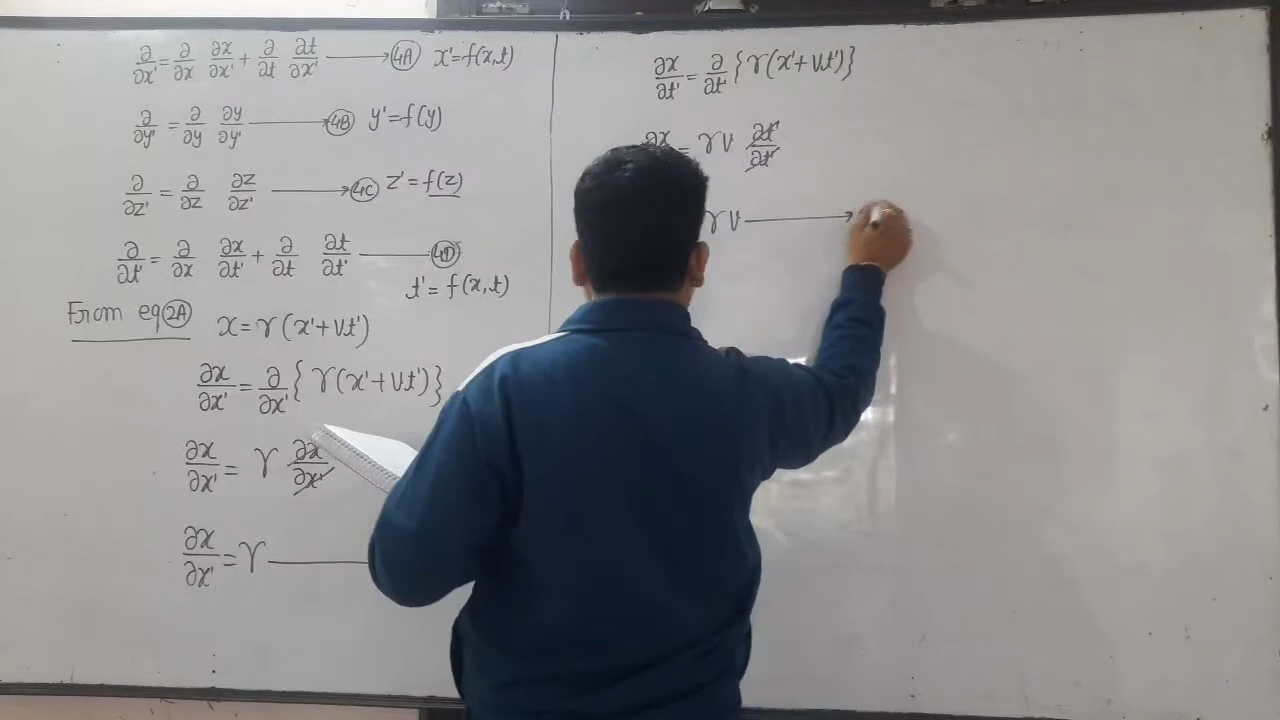 ∂/∂x' = ∂/∂x ∂x/∂x' + ∂/∂t ∂t/∂x' ⟶ (4A) x'=f(x,t)
∂/∂y' = ∂/∂y ∂y/∂y' ⟶ (4B) y'=f(y)
∂/∂z' = ∂/∂z ∂z/∂z' ⟶ (4C) z'=f(z)
∂/∂t' = ∂/∂x ∂x/∂t' + ∂/∂t ∂t/∂t' — (4D)
t'=f(x,t)
From eq (2A) x=γ(x'+vt')
∂x/∂x' = ∂/∂x' {γ(x'+vt')}
∂x/∂x' = γ ∂x/∂x'
∂x/∂x' = γ —
∂x/∂t' = ∂/∂t' {γ(x'+vt')}
∂x = γv ∂t'/∂t'
γv ⟶